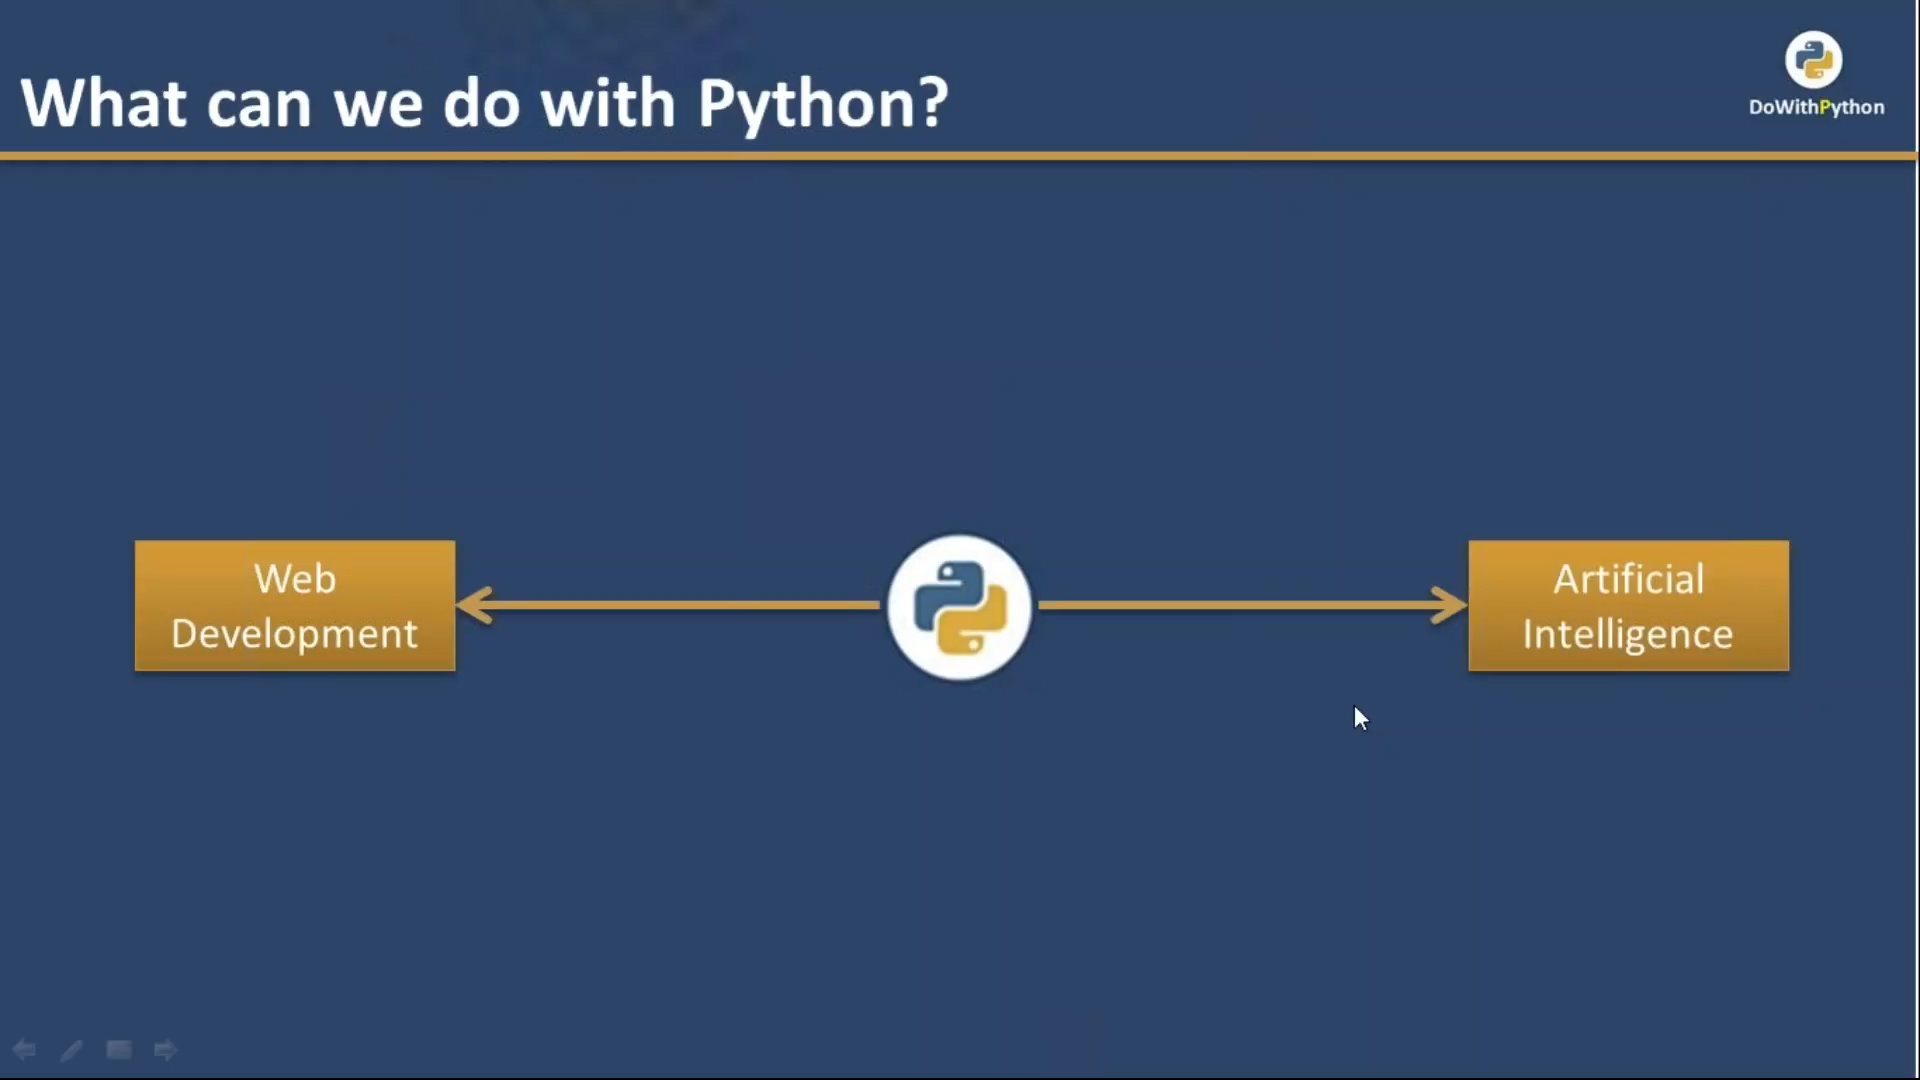 What can we do with Python?
DoWithPython
Web
Development
Artificial
Intelligence